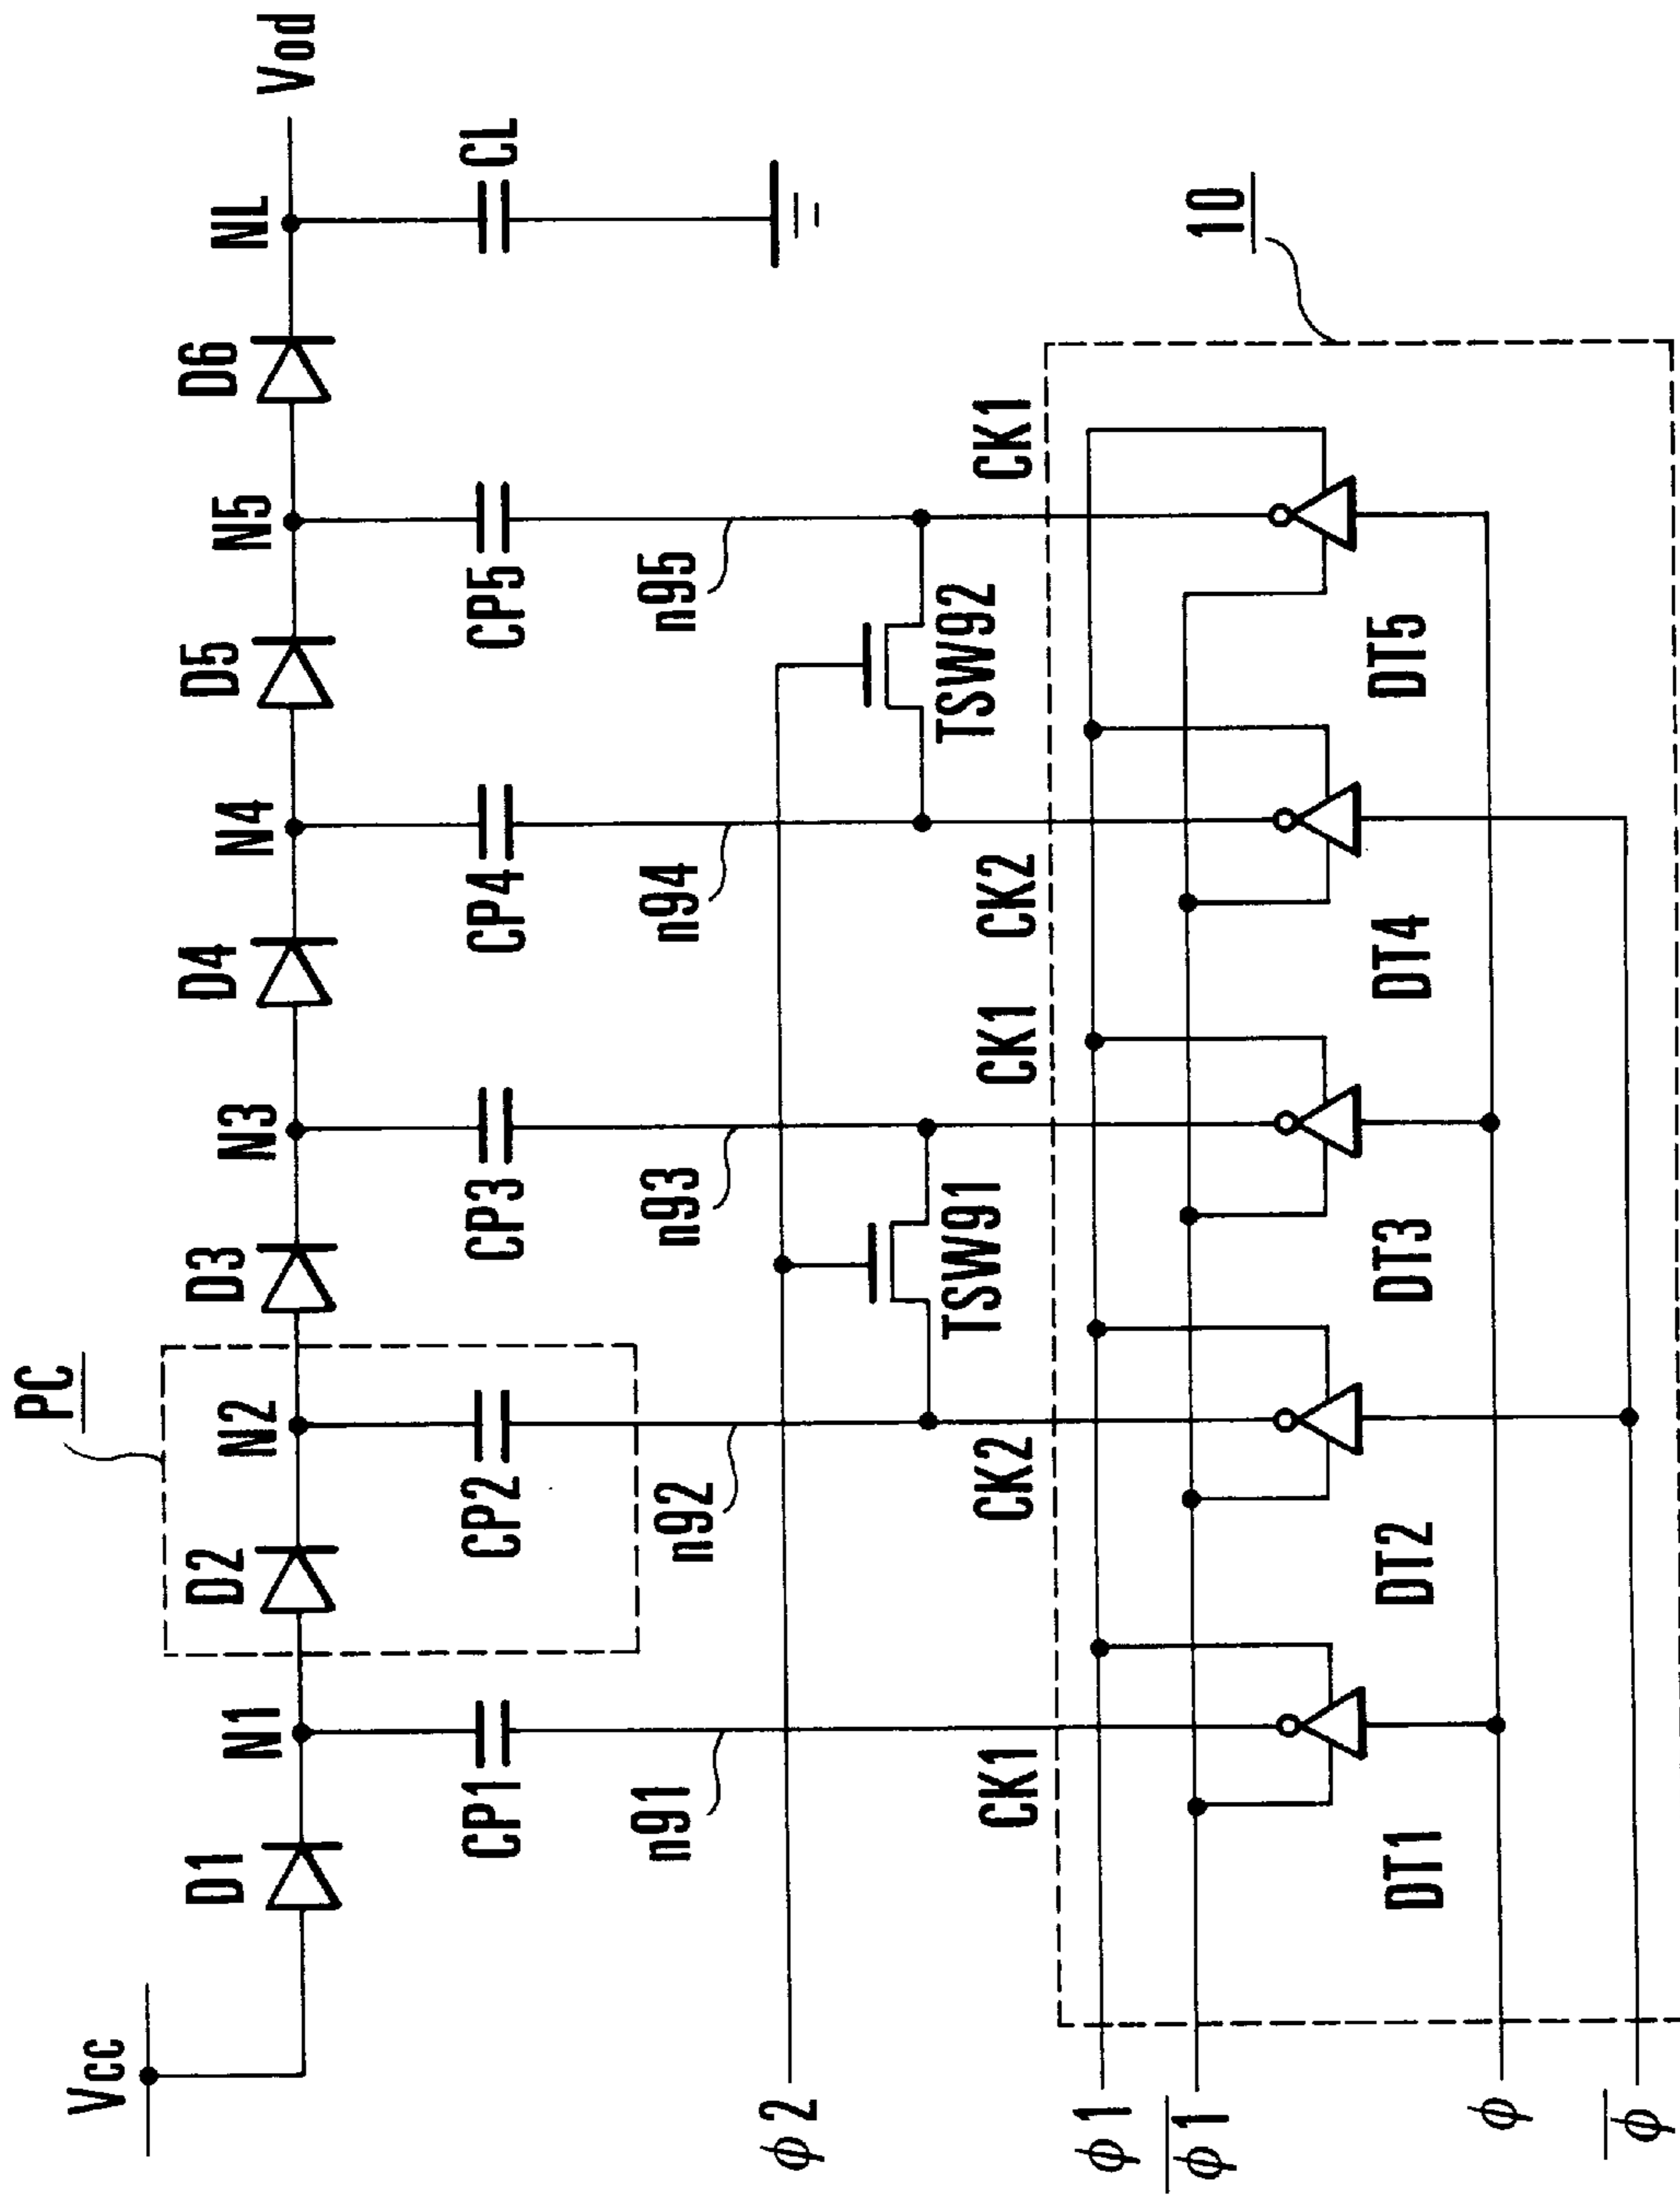 PC
Vcc
D1
N1
D2
N2
D3
N3
D4
N4
D5
N5
D6
NL
Vod
CP1
CP2
CP3
CP4
CP5
CL
n91
n92
n93
n94
n95
ϕ2
TSW91
TSW92
CK1
CK2
CK1
CK2
CK1
10
ϕ1
ϕ̅1̅
DT1
DT2
DT3
DT4
DT5
ϕ
ϕ̅